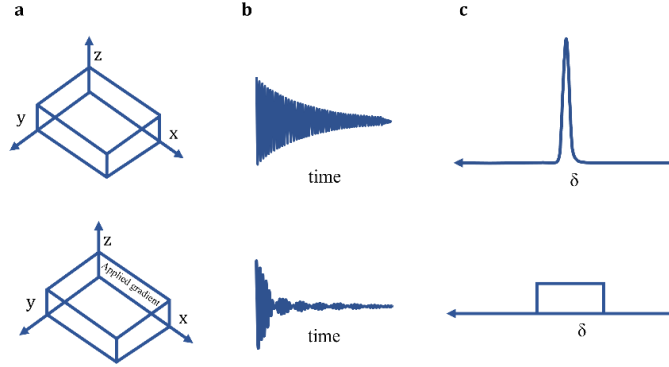 a b c
z
y x
time
δ
z
Applied gradient
y x
time
δ